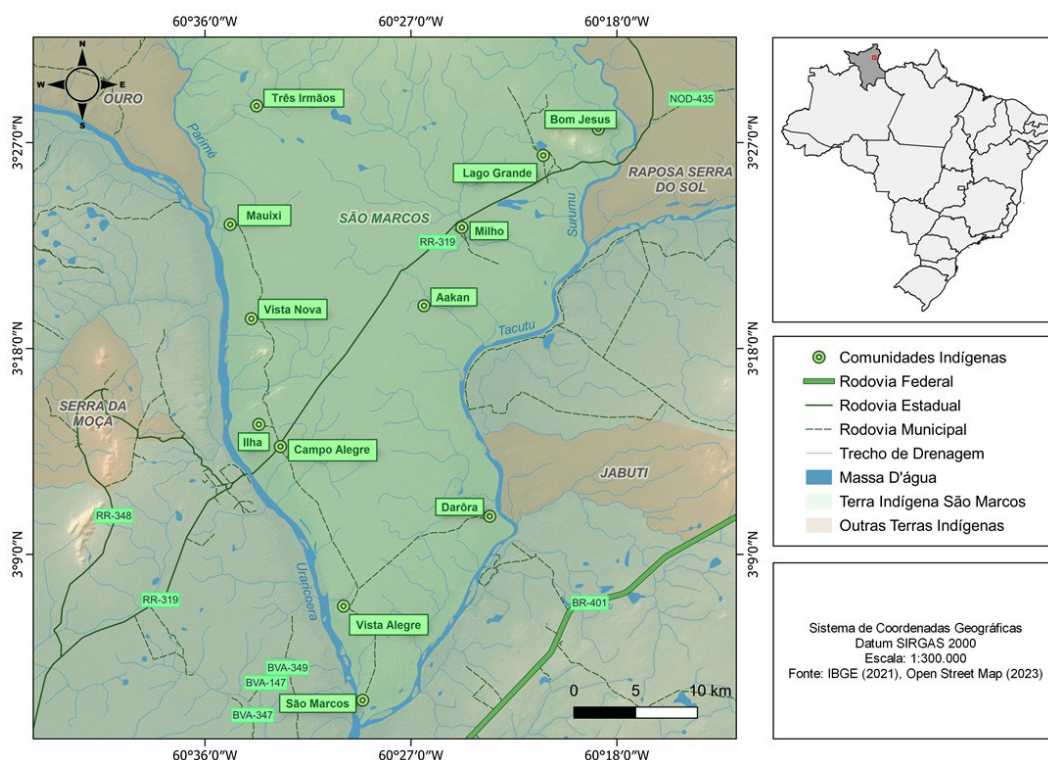 60°36'0"W
60°27'0"W
60°18'0"W
N
W
E
S
OURO
Três Irmãos
NOD-435
Bom Jesus
Parimé
3°27'0"N
3°27'0"N
Lago Grande
RAPOSA SERRA
DO SOL
Mauixi
SÃO MARCOS
Surumu
Milho
RR-319
Aakan
Vista Nova
Tacutu
3°18'0"N
3°18'0"N
SERRA DA
MOÇA
Ilha
Campo Alegre
JABUTI
Darôra
RR-348
3°9'0"N
3°9'0"N
Uraricoera
RR-319
BR-401
Vista Alegre
BVA-349
BVA-147
São Marcos
BVA-347
0 5 10 km
60°36'0"W
60°27'0"W
60°18'0"W
Comunidades Indígenas
Rodovia Federal
Rodovia Estadual
Rodovia Municipal
Trecho de Drenagem
Massa D'água
Terra Indígena São Marcos
Outras Terras Indígenas
Sistema de Coordenadas Geográficas
Datum SIRGAS 2000
Escala: 1:300.000
Fonte: IBGE (2021), Open Street Map (2023)